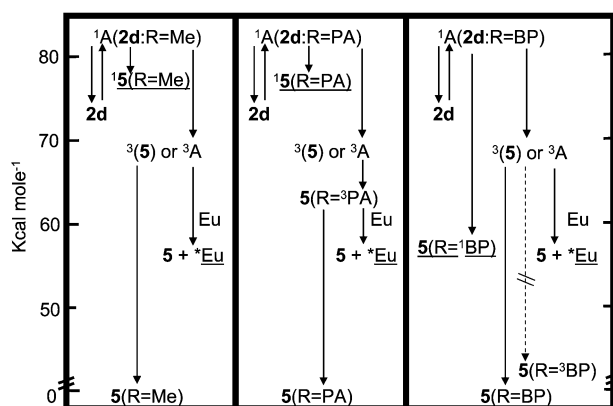 Kcal mole⁻¹
80
70
60
50
0
¹A(2d:R=Me)
¹5(R=Me)
2d
³(5) or ³A
Eu
5 + *Eu
5(R=Me)
¹A(2d:R=PA)
¹5(R=PA)
2d
³(5) or ³A
5(R=³PA)
Eu
5 + *Eu
5(R=PA)
¹A(2d:R=BP)
2d
³(5) or ³A
Eu
5(R=¹BP)
5 + *Eu
5(R=³BP)
5(R=BP)